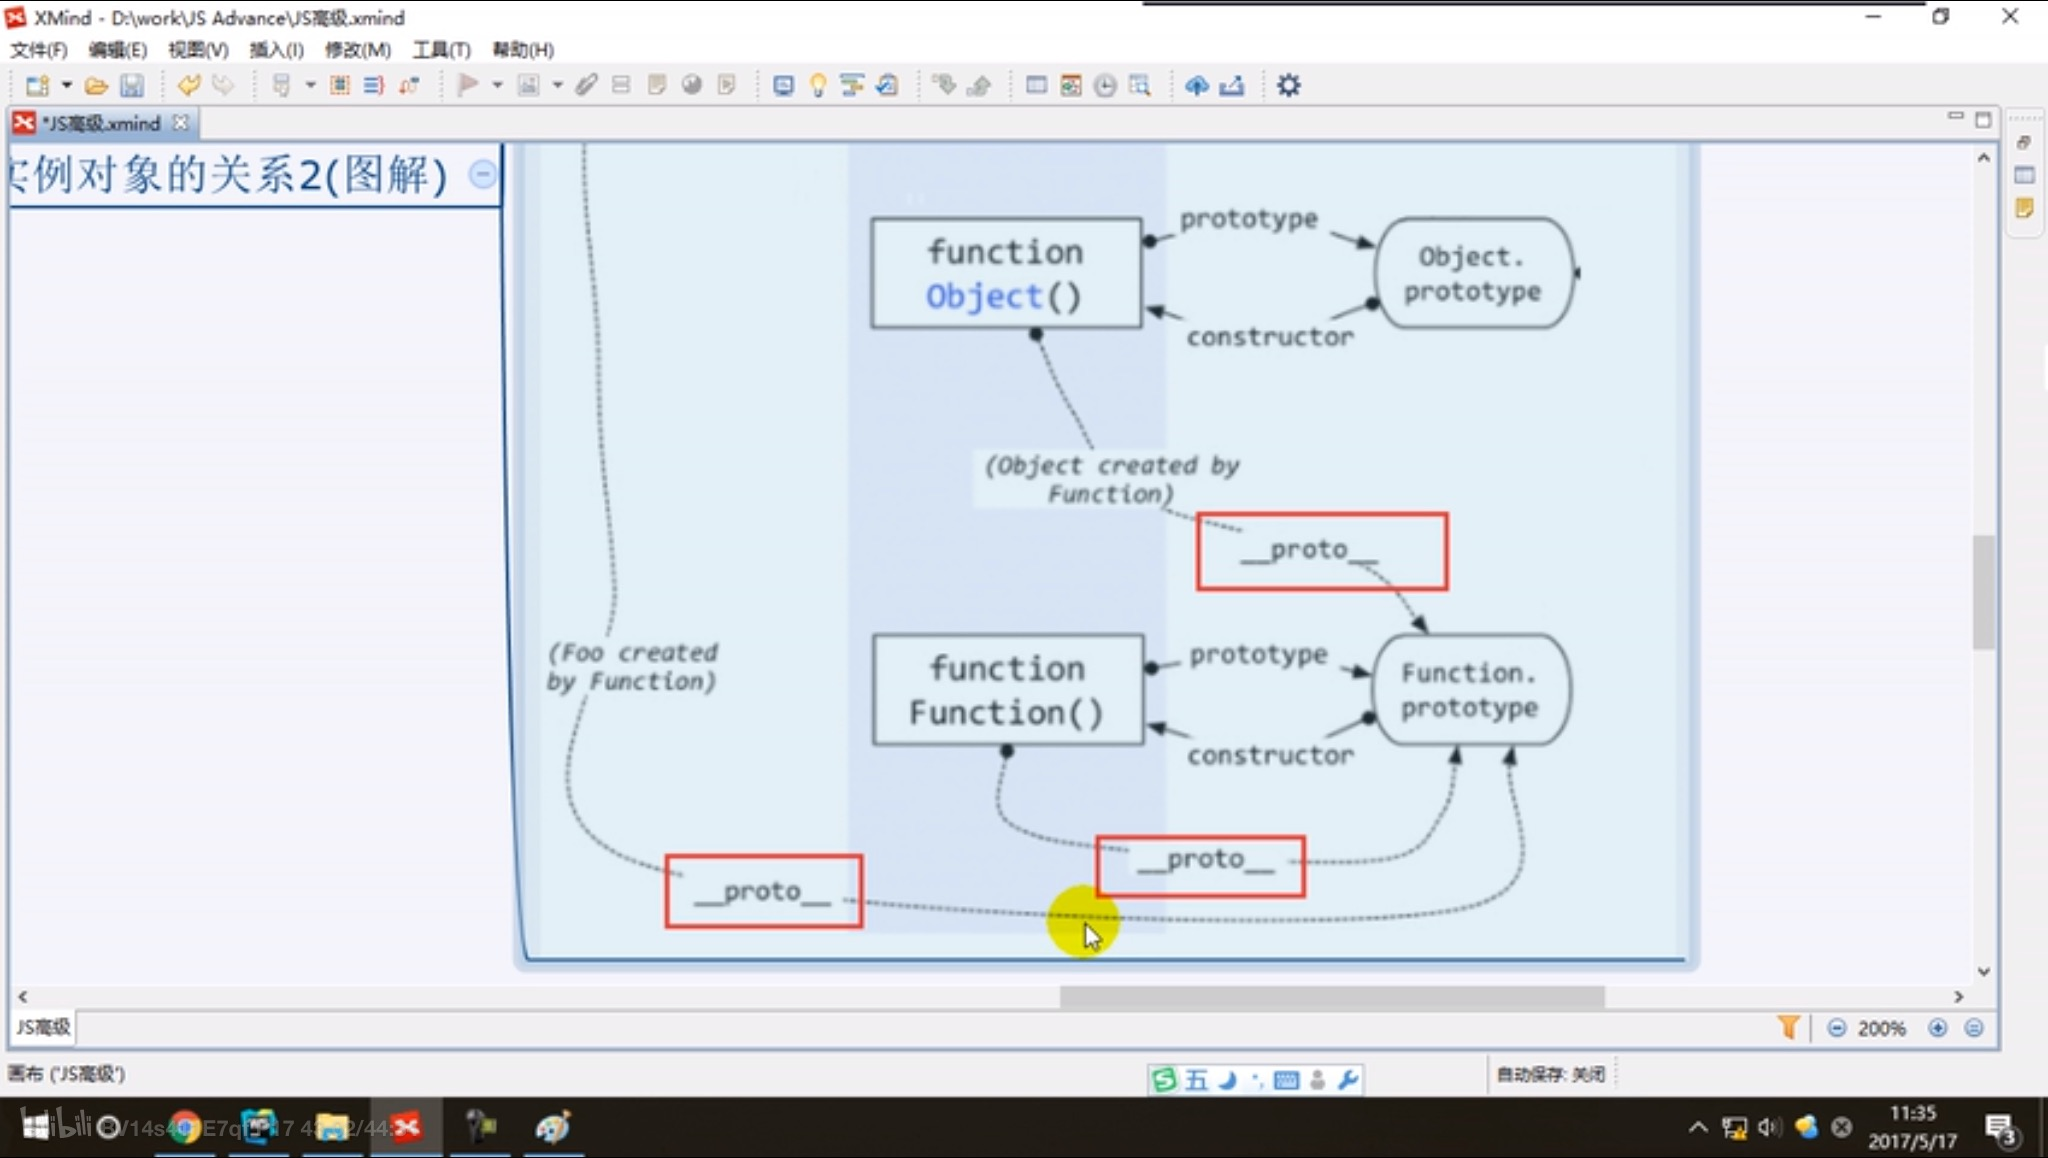 XMind - D:\work\JS Advance\JS高级.xmind
文件(F) 编辑(E) 视图(V) 插入(I) 修改(M) 工具(T) 帮助(H)
*JS高级.xmind
实例对象的关系2(图解)
function
Object()
prototype
constructor
Object.
prototype
(Object created by
Function)
__proto__
(Foo created
by Function)
function
Function()
prototype
constructor
Function.
prototype
__proto__
__proto__
JS高级
200%
画布 ('JS高级')
五
自动保存: 关闭
bilibili
11:35
2017/5/17
3